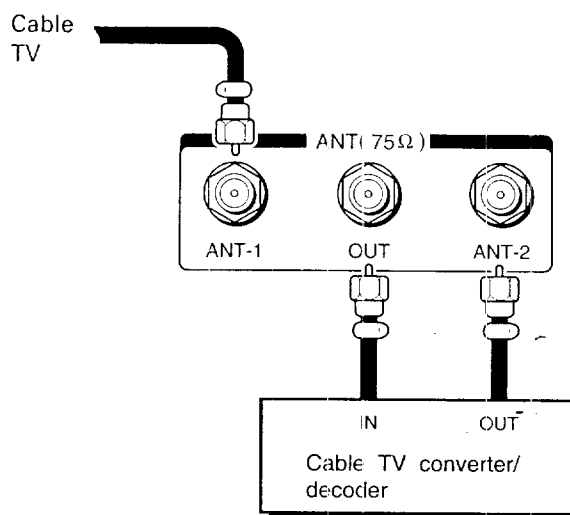 Cable
TV
ANT(75Ω)
ANT-1 OUT ANT-2
IN OUT
Cable TV converter/
decoder